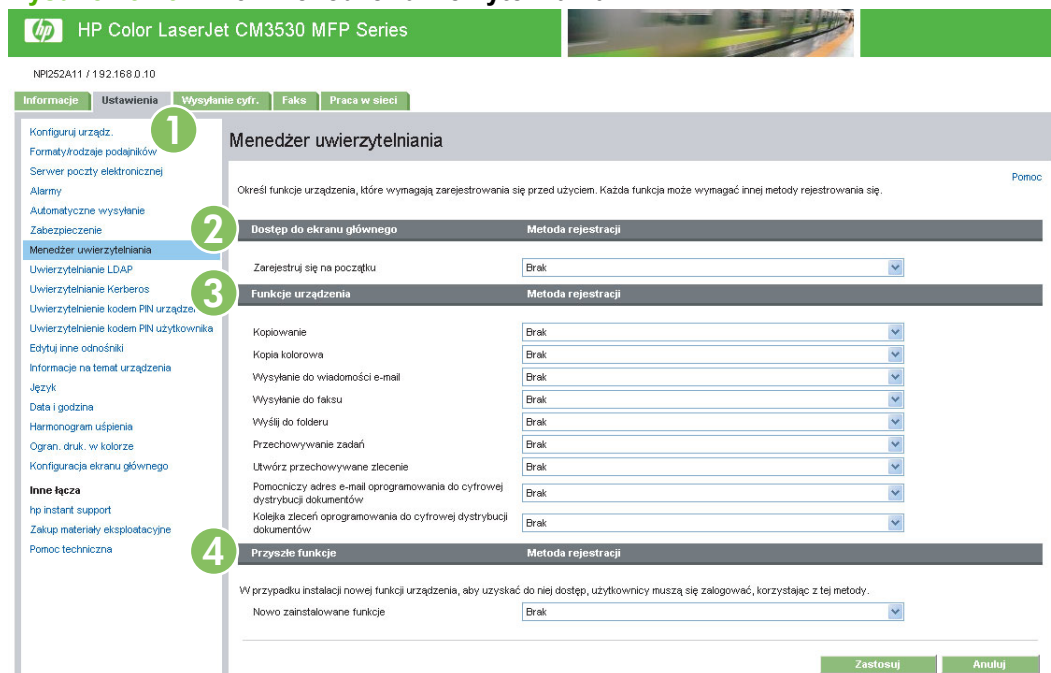 hp HP Color LaserJet CM3530 MFP Series
NPI252A11 / 192.168.0.10
Informacje Ustawienia Wysyłanie cyfr. Faks Praca w sieci
1
Konfiguruj urządz.
Formaty/rodzaje podajników
Serwer poczty elektronicznej
Alarmy
Automatyczne wysyłanie
Zabezpieczenie
Menedżer uwierzytelniania
Uwierzytelnianie LDAP
Uwierzytelnianie Kerberos
Uwierzytelnienie kodem PIN urządze
Uwierzytelnienie kodem PIN użytkownika
Edytuj inne odnośniki
Informacje na temat urządzenia
Język
Data i godzina
Harmonogram uśpienia
Ogran. druk. w kolorze
Konfiguracja ekranu głównego
Inne łącza
hp instant support
Zakup materiały eksploatacyjne
Pomoc techniczna
Menedżer uwierzytelniania
Pomoc
Określ funkcje urządzenia, które wymagają zarejestrowania się przed użyciem. Każda funkcja może wymagać innej metody rejestrowania się.
2 Dostęp do ekranu głównego Metoda rejestracji
Zarejestruj się na początku Brak
3 Funkcje urządzenia Metoda rejestracji
Kopiowanie Brak
Kopia kolorowa Brak
Wysyłanie do wiadomości e-mail Brak
Wysyłanie do faksu Brak
Wyślij do folderu Brak
Przechowywanie zadań Brak
Utwórz przechowywane zlecenie Brak
Pomocniczy adres e-mail oprogramowania do cyfrowej
dystrybucji dokumentów Brak
Kolejka zleceń oprogramowania do cyfrowej dystrybucji
dokumentów Brak
4 Przyszłe funkcje Metoda rejestracji
W przypadku instalacji nowej funkcji urządzenia, aby uzyskać do niej dostęp, użytkownicy muszą się zalogować, korzystając z tej metody.
Nowo zainstalowane funkcje Brak
Zastosuj Anuluj